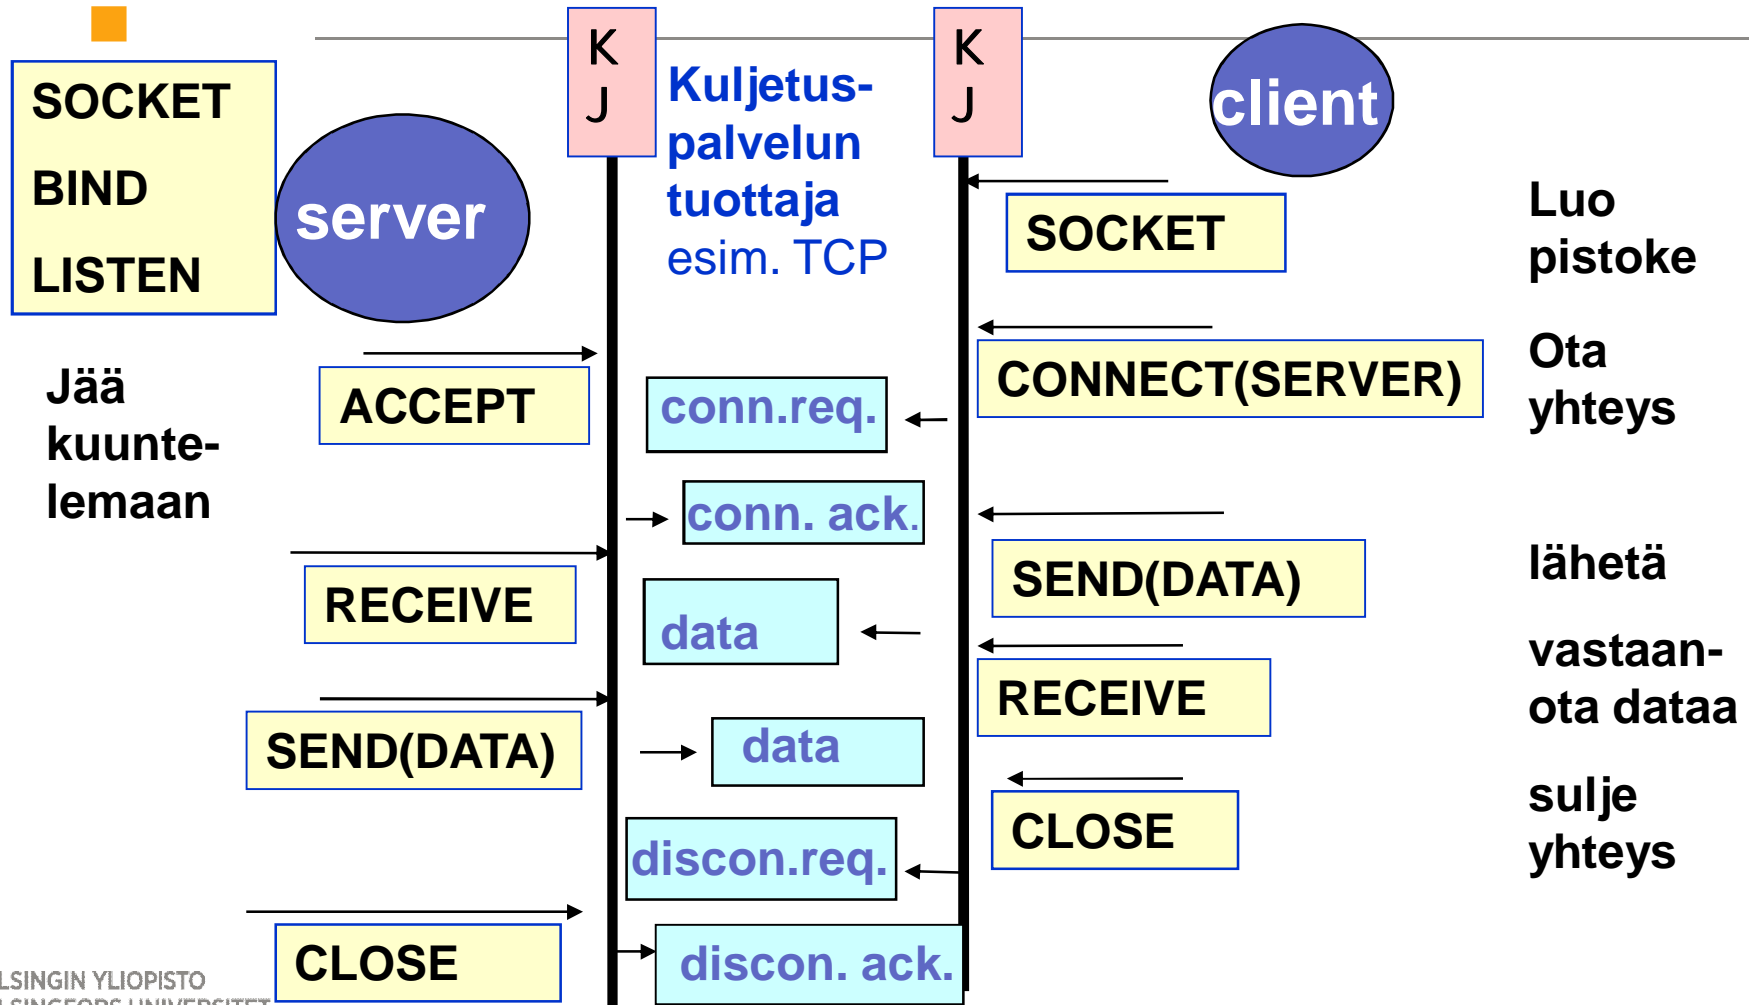 SOCKET
BIND
LISTEN
server
K
J
Kuljetus-
palvelun
tuottaja
esim. TCP
K
J
client
SOCKET
Luo
pistoke
Jää
kuunte-
lemaan
ACCEPT
conn.req.
CONNECT(SERVER)
Ota
yhteys
conn. ack.
RECEIVE
SEND(DATA)
lähetä
data
RECEIVE
vastaan-
ota dataa
SEND(DATA)
data
CLOSE
sulje
yhteys
discon.req.
CLOSE
discon. ack.
LSINGIN YLIOPISTO
LSINGFORS UNIVERSITET